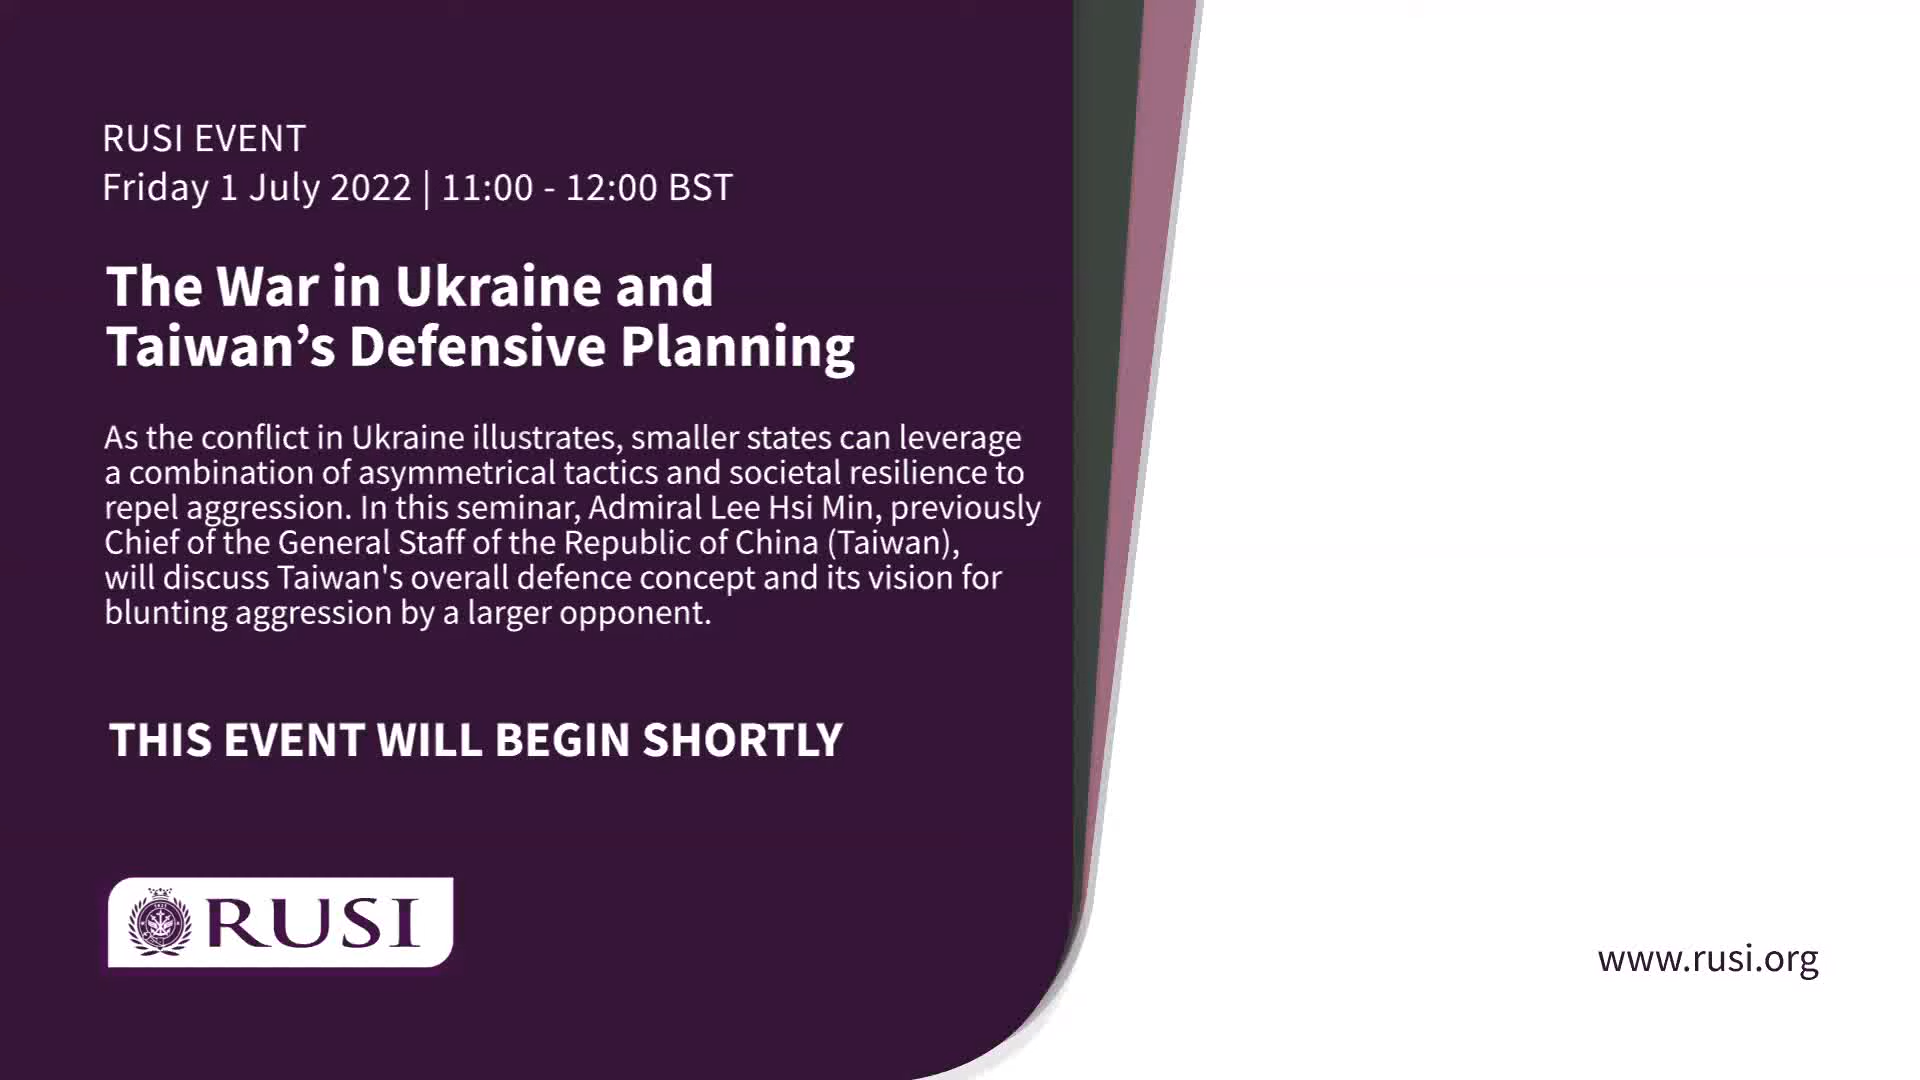 RUSI EVENT
Friday 1 July 2022 | 11:00 - 12:00 BST
The War in Ukraine and
Taiwan’s Defensive Planning
As the conflict in Ukraine illustrates, smaller states can leverage
a combination of asymmetrical tactics and societal resilience to
repel aggression. In this seminar, Admiral Lee Hsi Min, previously
Chief of the General Staff of the Republic of China (Taiwan),
will discuss Taiwan's overall defence concept and its vision for
blunting aggression by a larger opponent.
THIS EVENT WILL BEGIN SHORTLY
RUSI
www.rusi.org